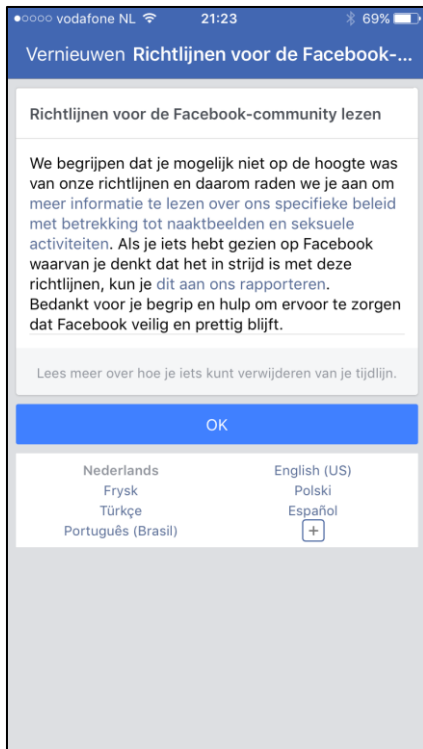 vodafone NL 21:23 69%
Vernieuwen Richtlijnen voor de Facebook-...
Richtlijnen voor de Facebook-community lezen
We begrijpen dat je mogelijk niet op de hoogte was
van onze richtlijnen en daarom raden we je aan om
meer informatie te lezen over ons specifieke beleid
met betrekking tot naaktbeelden en seksuele
activiteiten. Als je iets hebt gezien op Facebook
waarvan je denkt dat het in strijd is met deze
richtlijnen, kun je dit aan ons rapporteren.
Bedankt voor je begrip en hulp om ervoor te zorgen
dat Facebook veilig en prettig blijft.
Lees meer over hoe je iets kunt verwijderen van je tijdlijn.
OK
Nederlands English (US)
Frysk Polski
Türkçe Español
Português (Brasil) +